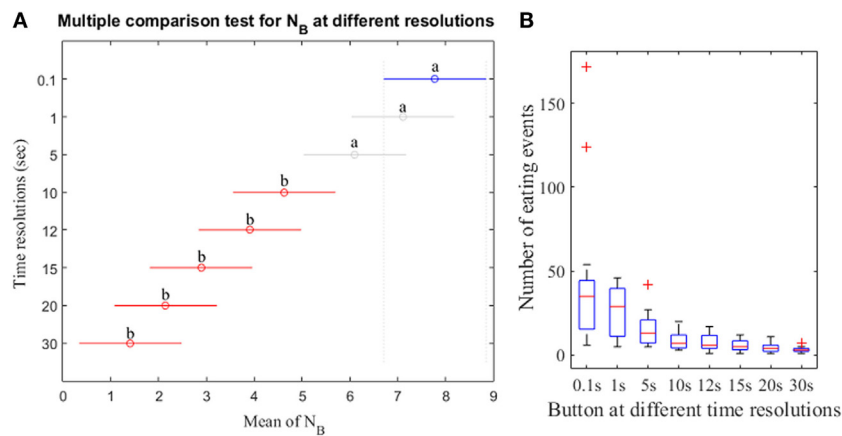 A
Multiple comparison test for N_B at different resolutions
Time resolutions (sec)
0.1
1
5
10
12
15
20
30
a
a
a
b
b
b
b
b
0 1 2 3 4 5 6 7 8 9
Mean of N_B
B
Number of eating events
150
100
50
0
0.1s 1s 5s 10s 12s 15s 20s 30s
Button at different time resolutions